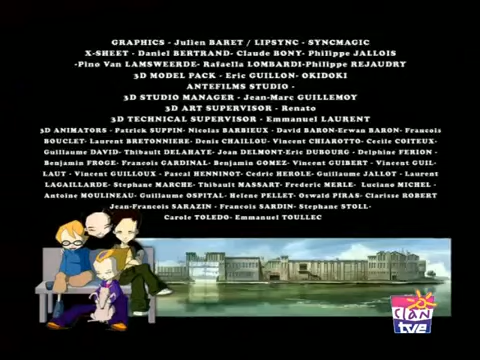 GRAPHICS - Julien BARET / LIPSYNC - SYNCMAGIC
X-SHEET - Daniel BERTRAND- Claude BONY- Philippe JALLOIS
-Pino Van LAMSWEERDE- Rafaella LOMBARDI-Philippe REJAUDRY
3D MODEL PACK - Eric GUILLON- OKIDOKI
ANTEFILMS STUDIO -
3D STUDIO MANAGER - Jean-Marc GUILLEMOY
3D ART SUPERVISOR - Renato
3D TECHNICAL SUPERVISOR - Emmanuel LAURENT
3D ANIMATORS - Patrick SUPPIN- Nicolas BARBIEUX - David BARON-Erwan BARON- Francois
BOUCLET- Laurent BRETONNIERE- Denis CHAILLOU- Vincent CHIAROTTO- Cecile COITEUX-
Guillaume DAVID- Thibault DELAHAYE- Joan DELMONT-Eric DUBOURG - Delphine FERION -
Benjamin FROGE- Francois CARDINAL- Benjamin GOMEZ- Vincent GUIBERT - Vincent GUIL-
LAUT - Vincent GUILLOUX - Pascal HENNINOT- Cedric HEROLE- Guillaume JALLOT - Laurent
LAGAILLARDE- Stephane MARCHE- Thibault MASSART- Frederic MERLE- Luciano MICHEL -
Antoine MOULINEAU- Guillaume OSPITAL - Helene PELLET- Oswald PIRAS- Clarisse ROBERT
Jean-Francois SARAZIN - Francois SARDIN- Stephane STOLL-
Carole TOLEDO- Emmanuel TOULLEC
CLAN
tve